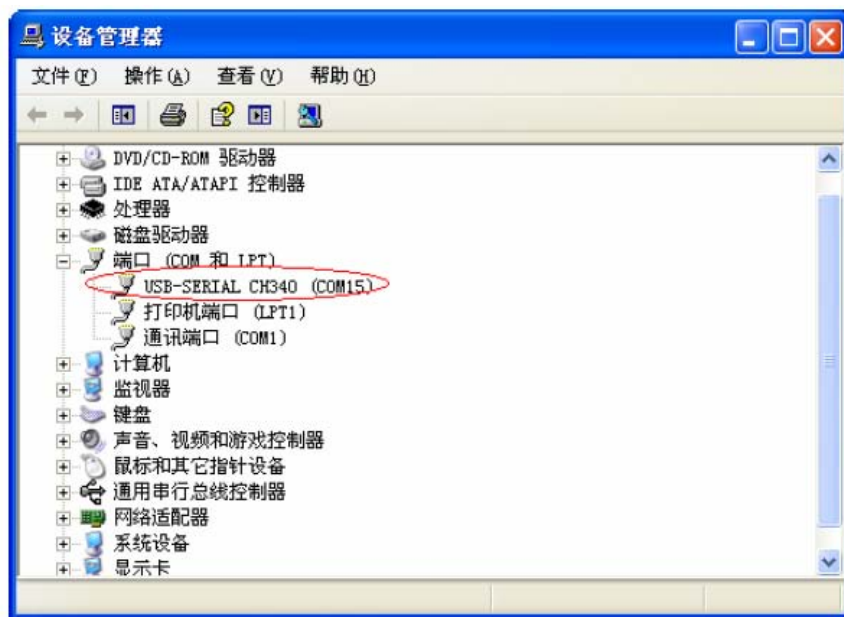 设备管理器
文件(F) 操作(A) 查看(V) 帮助(H)
DVD/CD-ROM 驱动器
IDE ATA/ATAPI 控制器
处理器
磁盘驱动器
端口 (COM 和 LPT)
USB-SERIAL CH340 (COM15)
打印机端口 (LPT1)
通讯端口 (COM1)
计算机
监视器
键盘
声音、视频和游戏控制器
鼠标和其它指针设备
通用串行总线控制器
网络适配器
系统设备
显示卡